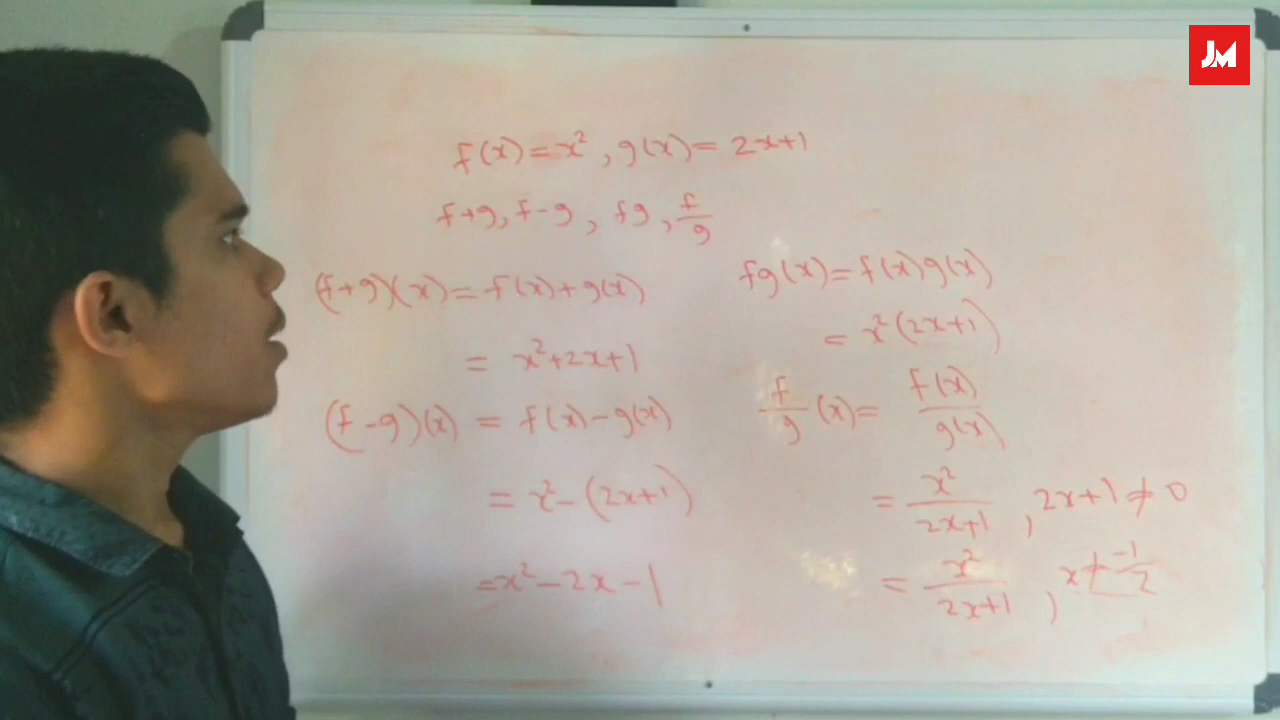 JM
f(x) = x², g(x) = 2x+1
f+g, f-g, fg, f/g
(f+g)(x) = f(x)+g(x)
= x²+2x+1
(f-g)(x) = f(x)-g(x)
= x²-(2x+1)
=x²-2x-1
fg(x) = f(x)g(x)
= x²(2x+1)
f/g (x) = f(x)/g(x)
= x²/2x+1 , 2x+1 ≠ 0
= x²/2x+1 , x ≠ -1/2